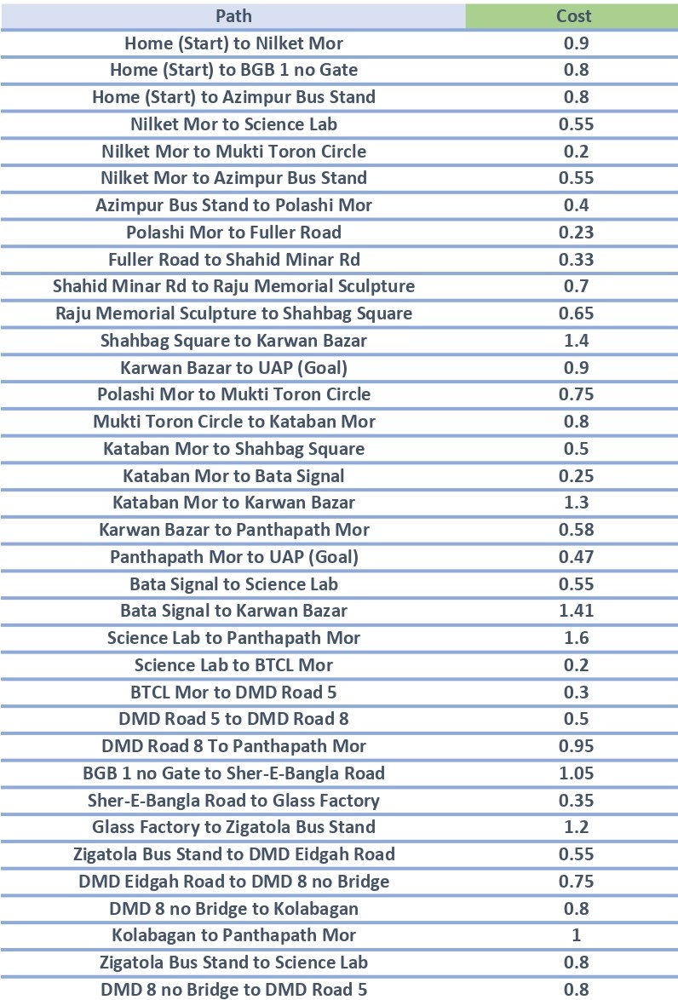 Path Cost
Home (Start) to Nilket Mor 0.9
Home (Start) to BGB 1 no Gate 0.8
Home (Start) to Azimpur Bus Stand 0.8
Nilket Mor to Science Lab 0.55
Nilket Mor to Mukti Toron Circle 0.2
Nilket Mor to Azimpur Bus Stand 0.55
Azimpur Bus Stand to Polashi Mor 0.4
Polashi Mor to Fuller Road 0.23
Fuller Road to Shahid Minar Rd 0.33
Shahid Minar Rd to Raju Memorial Sculpture 0.7
Raju Memorial Sculpture to Shahbag Square 0.65
Shahbag Square to Karwan Bazar 1.4
Karwan Bazar to UAP (Goal) 0.9
Polashi Mor to Mukti Toron Circle 0.75
Mukti Toron Circle to Kataban Mor 0.8
Kataban Mor to Shahbag Square 0.5
Kataban Mor to Bata Signal 0.25
Kataban Mor to Karwan Bazar 1.3
Karwan Bazar to Panthapath Mor 0.58
Panthapath Mor to UAP (Goal) 0.47
Bata Signal to Science Lab 0.55
Bata Signal to Karwan Bazar 1.41
Science Lab to Panthapath Mor 1.6
Science Lab to BTCL Mor 0.2
BTCL Mor to DMD Road 5 0.3
DMD Road 5 to DMD Road 8 0.5
DMD Road 8 To Panthapath Mor 0.95
BGB 1 no Gate to Sher-E-Bangla Road 1.05
Sher-E-Bangla Road to Glass Factory 0.35
Glass Factory to Zigatola Bus Stand 1.2
Zigatola Bus Stand to DMD Eidgah Road 0.55
DMD Eidgah Road to DMD 8 no Bridge 0.75
DMD 8 no Bridge to Kolabagan 0.8
Kolabagan to Panthapath Mor 1
Zigatola Bus Stand to Science Lab 0.8
DMD 8 no Bridge to DMD Road 5 0.8